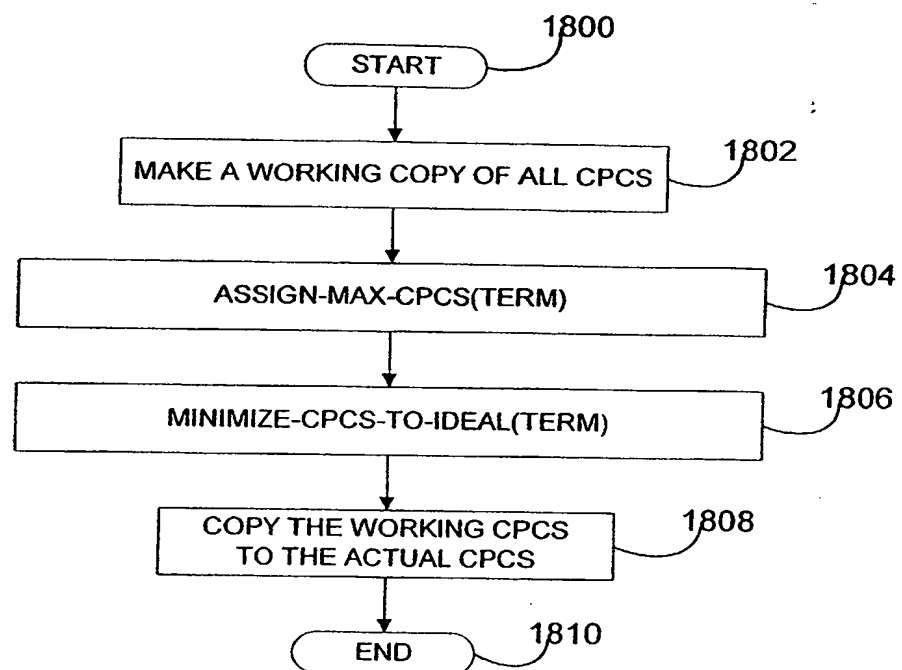 1800
START
1802
MAKE A WORKING COPY OF ALL CPCS
1804
ASSIGN-MAX-CPCS(TERM)
1806
MINIMIZE-CPCS-TO-IDEAL(TERM)
1808
COPY THE WORKING CPCS
TO THE ACTUAL CPCS
1810
END